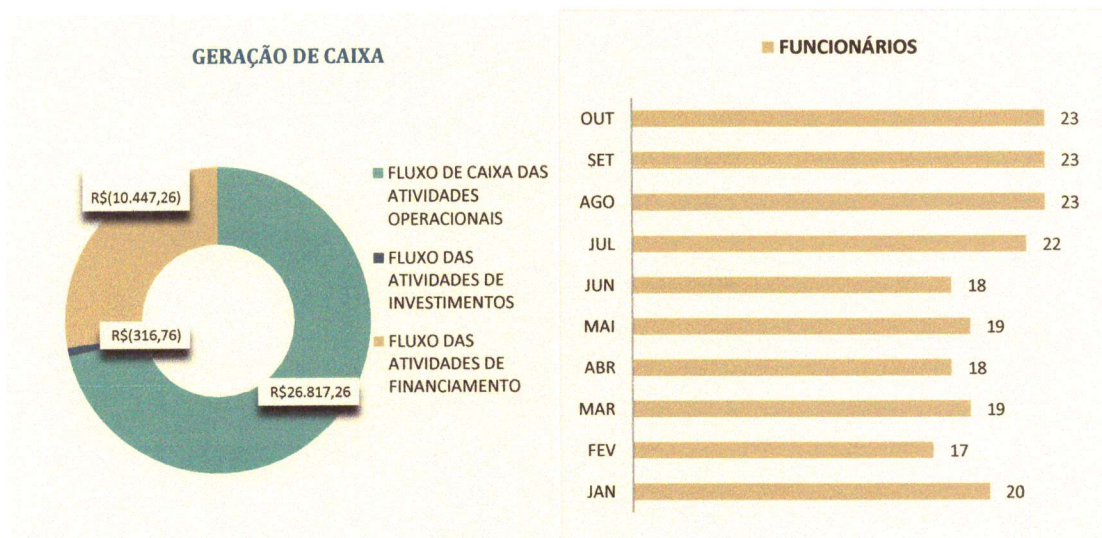 GERAÇÃO DE CAIXA
R$(10.447,26)
R$(316,76)
R$26.817,26
FLUXO DE CAIXA DAS
ATIVIDADES
OPERACIONAIS
FLUXO DAS
ATIVIDADES DE
INVESTIMENTOS
FLUXO DAS
ATIVIDADES DE
FINANCIAMENTO
FUNCIONÁRIOS
OUT 23
SET 23
AGO 23
JUL 22
JUN 18
MAI 19
ABR 18
MAR 19
FEV 17
JAN 20